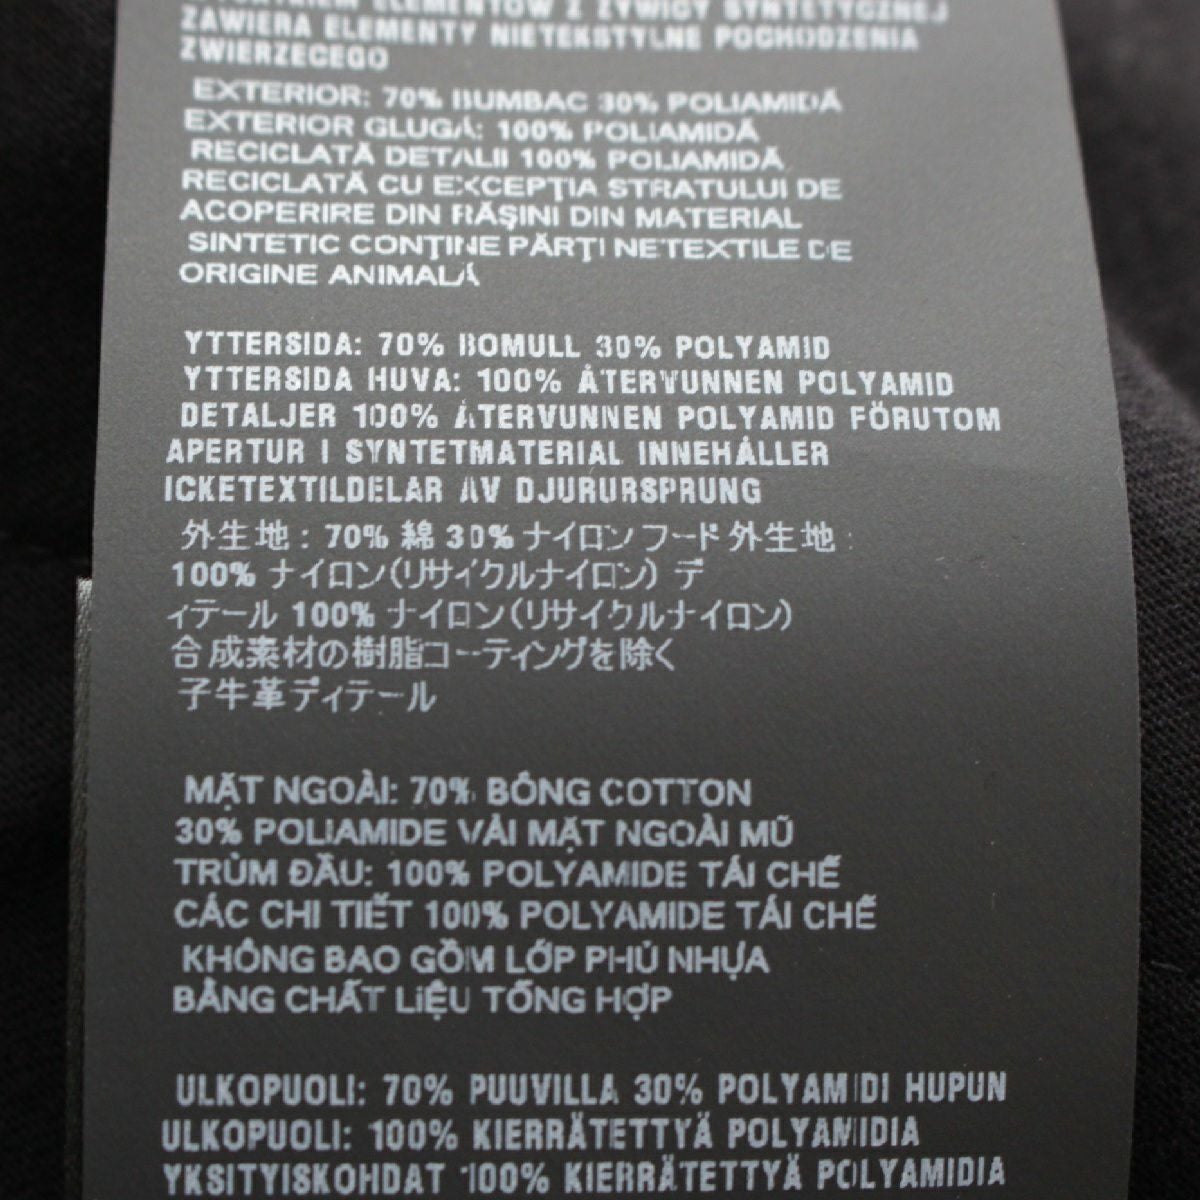 ELEMENTÓW Z ŻYWICY SYNTETYCZNEJ
ZAWIERA ELEMENTY NIETEKSTYLNE POCHODZENIA
ZWIERZĘCEGO
EXTERIOR: 70% BUMBAC 30% POLIAMIDĂ
EXTERIOR GLUGĂ: 100% POLIAMIDĂ
RECICLATĂ DETALII 100% POLIAMIDĂ
RECICLATĂ CU EXCEPȚIA STRATULUI DE
ACOPERIRE DIN RĂȘINI DIN MATERIAL
SINTETIC CONȚINE PĂRȚI NETEXTILE DE
ORIGINE ANIMALĂ
YTTERSIDA: 70% BOMULL 30% POLYAMID
YTTERSIDA HUVA: 100% ÅTERVUNNEN POLYAMID
DETALJER 100% ÅTERVUNNEN POLYAMID FÖRUTOM
APERTUR I SYNTETMATERIAL INNEHÅLLER
ICKETEXTILDELAR AV DJURURSPRUNG
外生地：70% 綿 30% ナイロン フード 外生地：
100% ナイロン（リサイクルナイロン） デ
ィテール 100% ナイロン（リサイクルナイロン）
合成素材の樹脂コーティングを除く
子牛革ディテール
MẶT NGOÀI: 70% BÔNG COTTON
30% POLIAMIDE VẢI MẶT NGOÀI MŨ
TRÙM ĐẦU: 100% POLYAMIDE TÁI CHẾ
CÁC CHI TIẾT 100% POLYAMIDE TÁI CHẾ
KHÔNG BAO GỒM LỚP PHỦ NHỰA
BẰNG CHẤT LIỆU TỔNG HỢP
ULKOPUOLI: 70% PUUVILLA 30% POLYAMIDI HUPUN
ULKOPUOLI: 100% KIERRÄTETTYÄ POLYAMIDIA
YKSITYISKOHDAT 100% KIERRÄTETTYÄ POLYAMIDIA